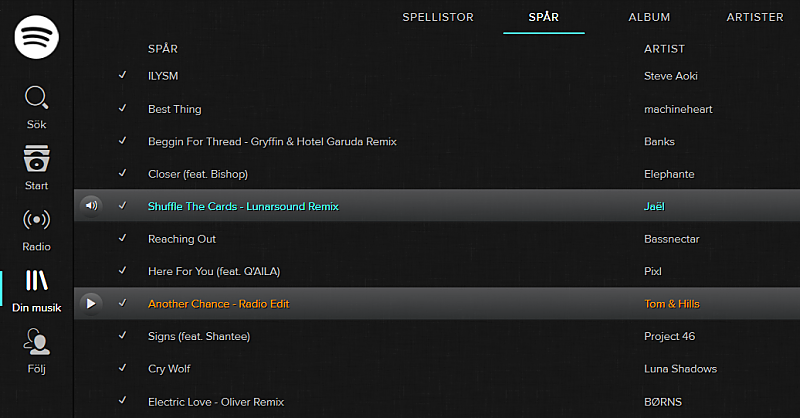 SPELLISTOR SPÅR ALBUM ARTISTER
SPÅR ARTIST
ILYSM Steve Aoki
Sök
Best Thing machineheart
Beggin For Thread - Gryffin & Hotel Garuda Remix Banks
Closer (feat. Bishop) Elephante
Start
Shuffle The Cards - Lunarsound Remix Jaël
Reaching Out Bassnectar
Radio
Here For You (feat. Q'AILA) Pixl
Din musik
Another Chance - Radio Edit Tom & Hills
Signs (feat. Shantee) Project 46
Följ
Cry Wolf Luna Shadows
Electric Love - Oliver Remix BØRNS